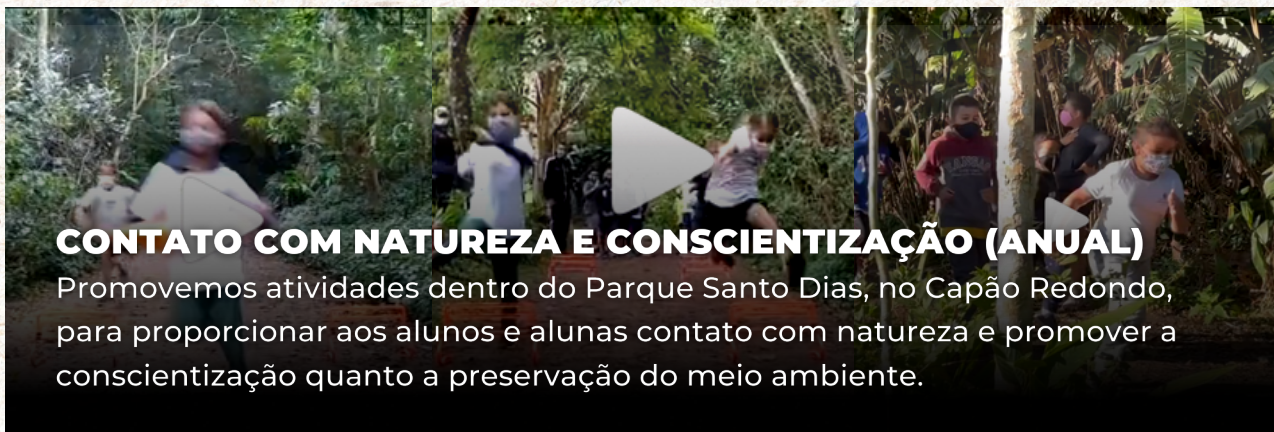 CONTATO COM NATUREZA E CONSCIENTIZAÇÃO (ANUAL)
Promovemos atividades dentro do Parque Santo Dias, no Capão Redondo,
para proporcionar aos alunos e alunas contato com natureza e promover a
conscientização quanto a preservação do meio ambiente.